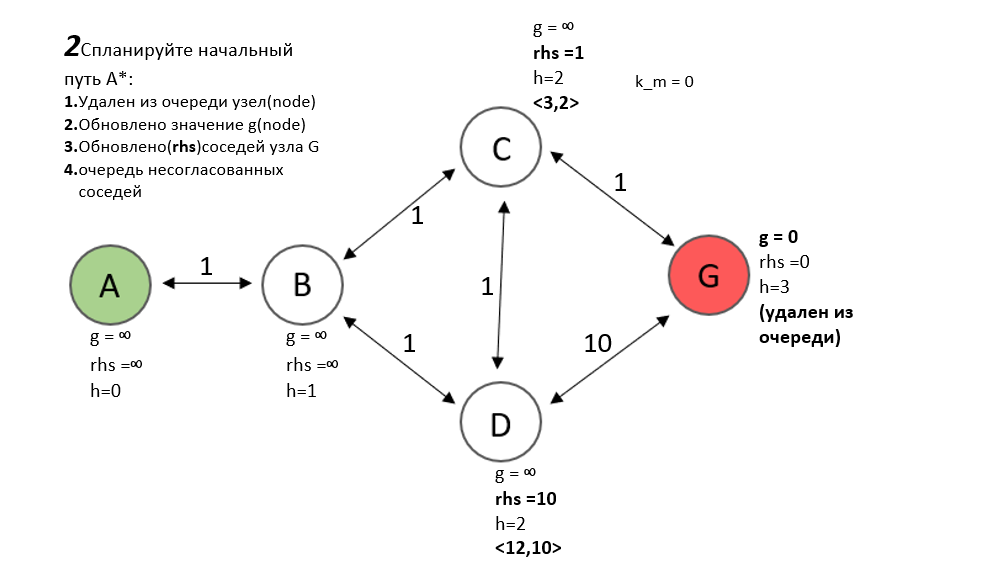 2Спланируйте начальный
путь A*:
1.Удален из очереди узел(node)
2.Обновлено значение g(node)
3.Обновлено(rhs)соседей узла G
4.очередь несогласованных
соседей
g = ∞
rhs =1
h=2
<3,2>
k_m = 0
C
1
1
A
1
B
1
G
g = 0
rhs =0
h=3
(удален из
очереди)
g = ∞
rhs =∞
h=0
g = ∞
rhs =∞
h=1
1
10
D
g = ∞
rhs =10
h=2
<12,10>